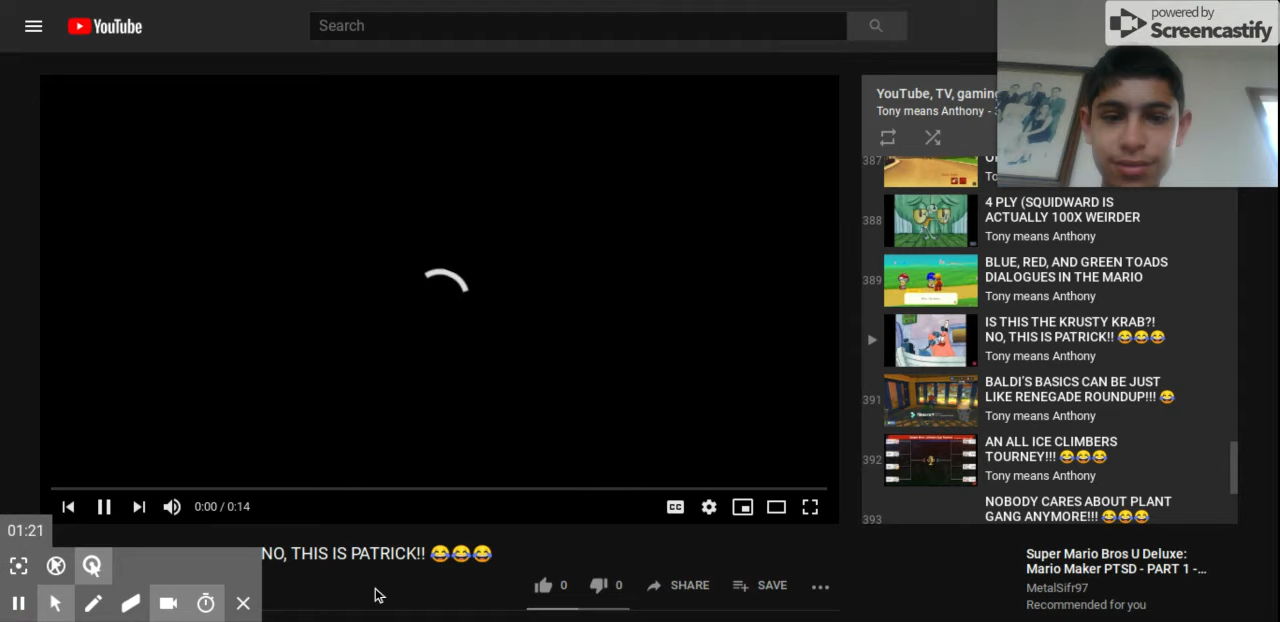 YouTube
Search
powered by
Screencastify
YouTube, TV, gaming
Tony means Anthony -
387
388
4 PLY (SQUIDWARD IS
ACTUALLY 100X WEIRDER
Tony means Anthony
389
BLUE, RED, AND GREEN TOADS
DIALOGUES IN THE MARIO
Tony means Anthony
IS THIS THE KRUSTY KRAB?!
NO, THIS IS PATRICK!! 😂😂😂
Tony means Anthony
391
BALDI'S BASICS CAN BE JUST
LIKE RENEGADE ROUNDUP!!! 😂
Tony means Anthony
392
AN ALL ICE CLIMBERS
TOURNEY!!! 😂😂😂
Tony means Anthony
393
NOBODY CARES ABOUT PLANT
GANG ANYMORE!!! 😂😂😂
0:00 / 0:14
CC
01:21
NO, THIS IS PATRICK!! 😂😂😂
0
0
SHARE
SAVE
Super Mario Bros U Deluxe:
Mario Maker PTSD - PART 1 -...
MetalSifr97
Recommended for you